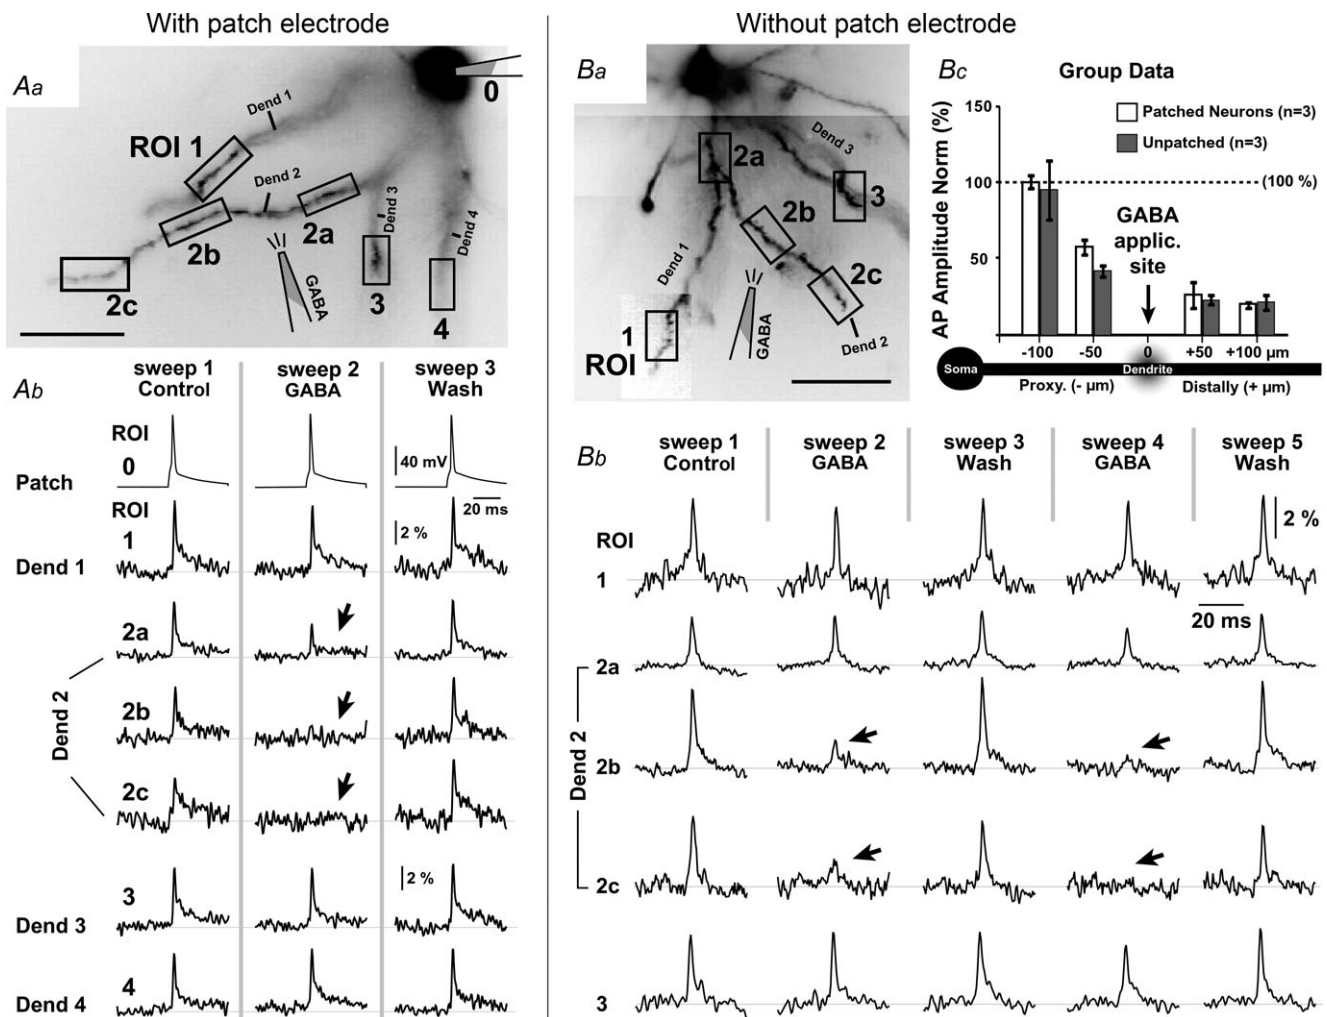 With patch electrode
Without patch electrode
Aa
0
Dend 1
ROI 1
Dend 2
2a
2b
2c
Dend 3
Dend 4
GABA
3
4
Ba
2a
Dend 3
3
2b
2c
Dend 1
GABA
Dend 2
1
ROI
Bc
Group Data
AP Amplitude Norm (%)
150
100
50
Patched Neurons (n=3)
Unpatched (n=3)
(100 %)
GABA
applic.
site
-100 -50 0 +50 +100 µm
Soma
Dendrite
Proxy. (- µm)
Distally (+ µm)
Ab
sweep 1 sweep 2 sweep 3
Control GABA Wash
ROI
0
Patch
40 mV
20 ms
ROI
1
2 %
Dend 1
2a
2b
Dend 2
2c
3
2 %
Dend 3
4
Dend 4
Bb
sweep 1 sweep 2 sweep 3 sweep 4 sweep 5
Control GABA Wash GABA Wash
ROI
2 %
1
20 ms
2a
Dend 2
2b
2c
3